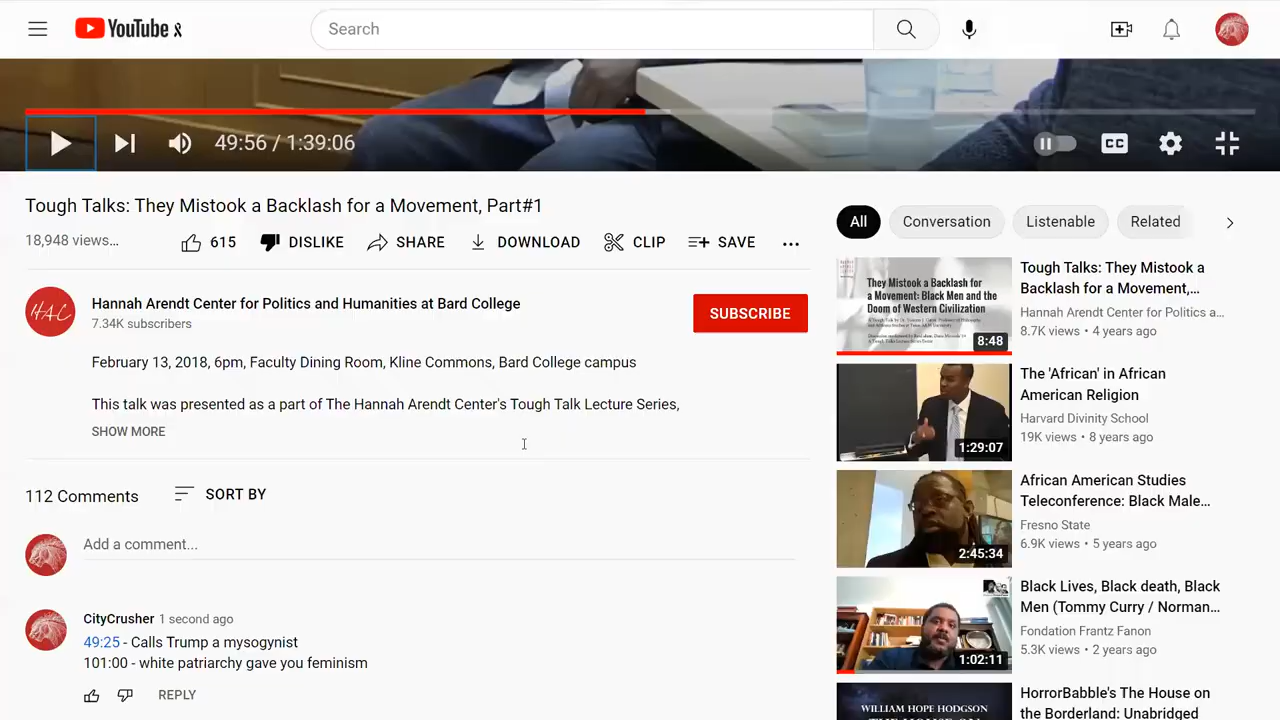 YouTube
Search
49:56 / 1:39:06
CC
Tough Talks: They Mistook a Backlash for a Movement, Part#1
18,948 views…
615
DISLIKE
SHARE
DOWNLOAD
CLIP
SAVE
...
HAC
Hannah Arendt Center for Politics and Humanities at Bard College
7.34K subscribers
SUBSCRIBE
February 13, 2018, 6pm, Faculty Dining Room, Kline Commons, Bard College campus
This talk was presented as a part of The Hannah Arendt Center's Tough Talk Lecture Series,
SHOW MORE
112 Comments
SORT BY
Add a comment...
CityCrusher 1 second ago
49:25 - Calls Trump a mysogynist
101:00 - white patriarchy gave you feminism
REPLY
All
Conversation
Listenable
Related
They Mistook a Backlash for
a Movement: Black Men and the
Doom of Western Civilization
8:48
Tough Talks: They Mistook a
Backlash for a Movement,...
Hannah Arendt Center for Politics a...
8.7K views • 4 years ago
1:29:07
The 'African' in African
American Religion
Harvard Divinity School
19K views • 8 years ago
2:45:34
African American Studies
Teleconference: Black Male...
Fresno State
6.9K views • 5 years ago
1:02:11
Black Lives, Black death, Black
Men (Tommy Curry / Norman...
Fondation Frantz Fanon
5.3K views • 2 years ago
WILLIAM HOPE HODGSON
HorrorBabble's The House on
the Borderland: Unabridged